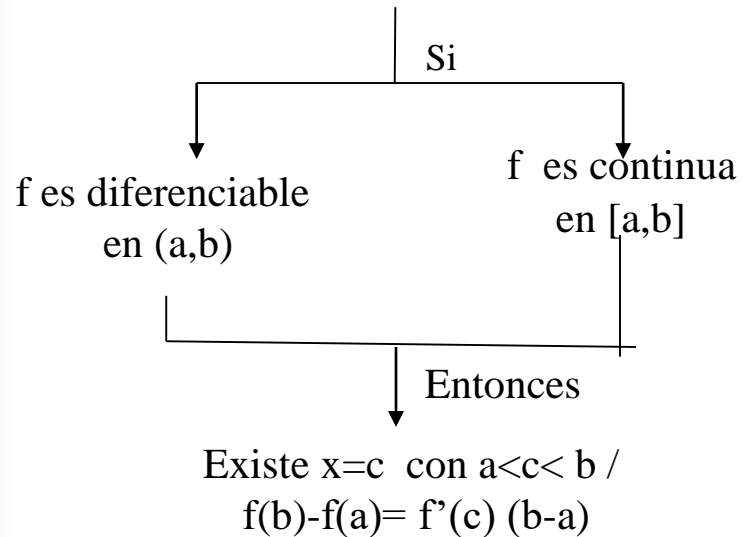 Si
f es diferenciable
en (a,b)
f es continua
en [a,b]
Entonces
Existe x=c con a<c< b /
f(b)-f(a)= f’(c) (b-a)